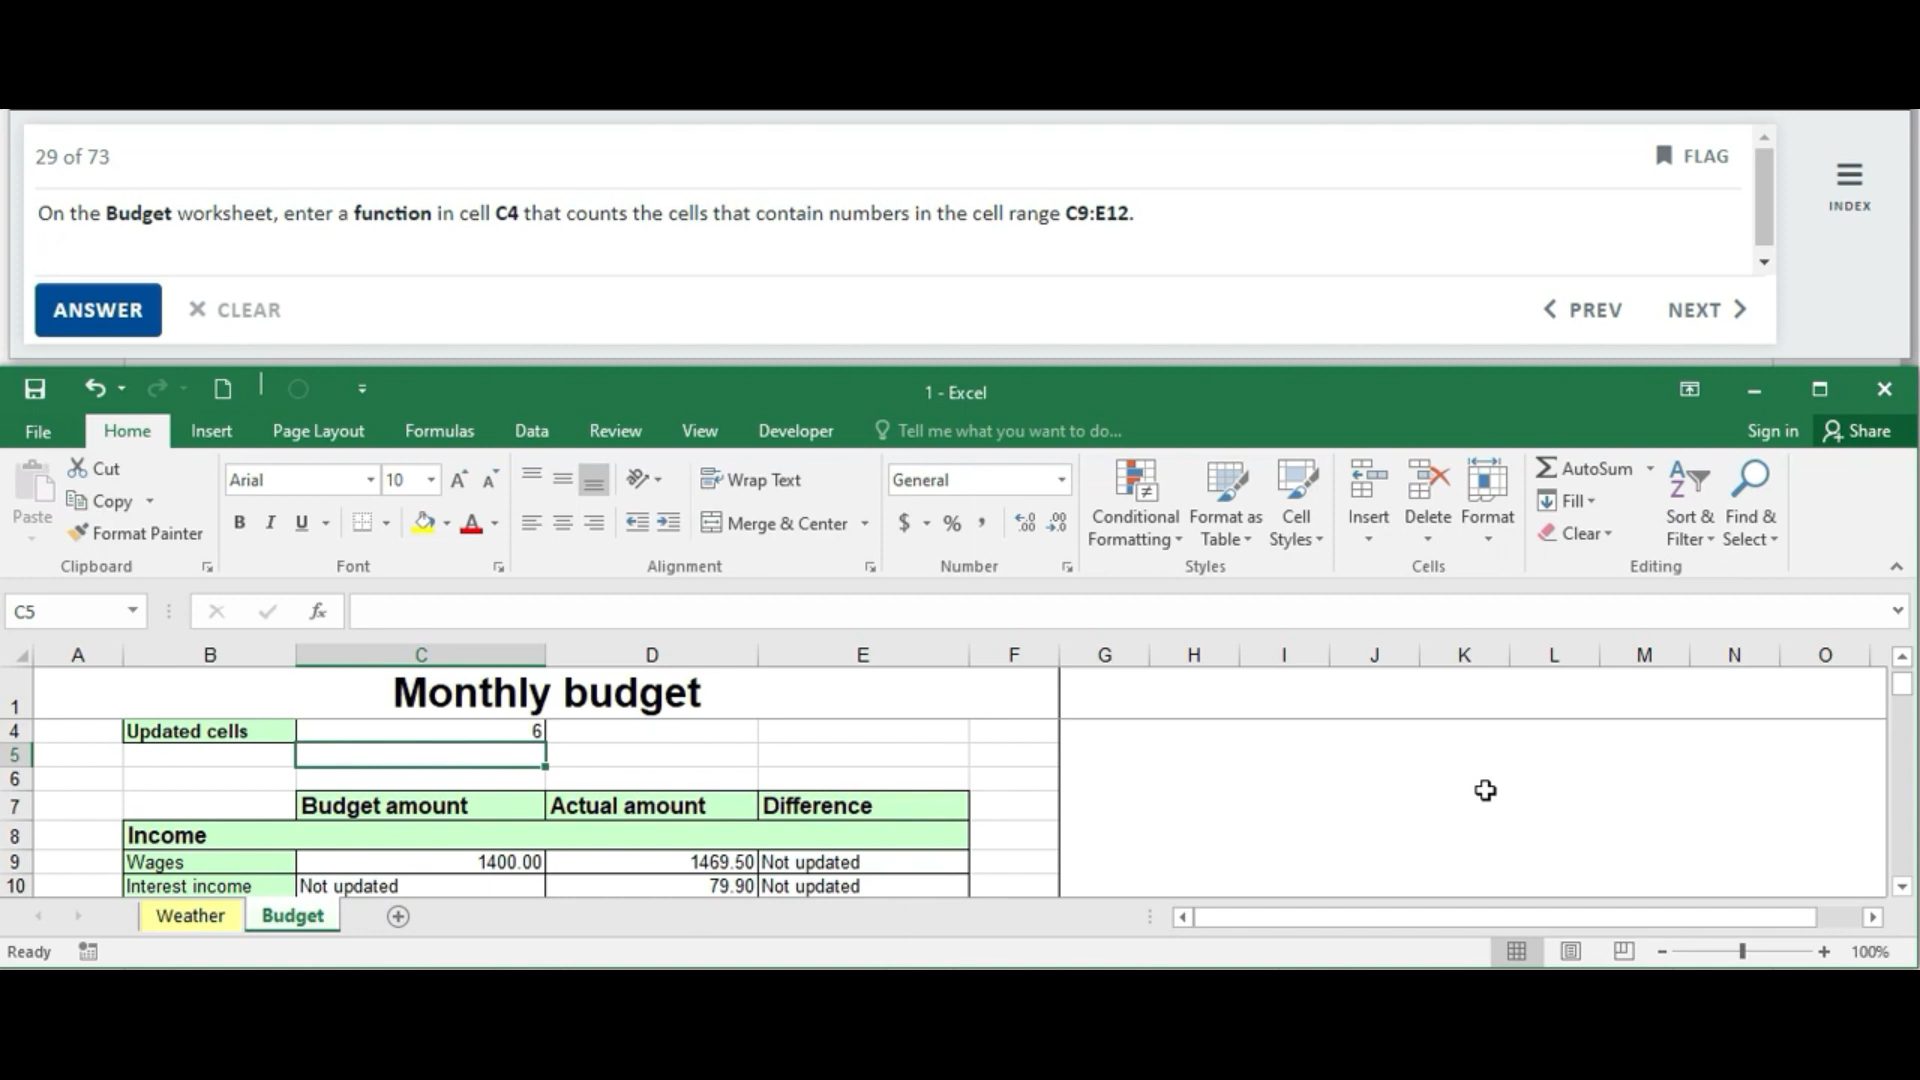 29 of 73
FLAG
On the Budget worksheet, enter a function in cell C4 that counts the cells that contain numbers in the cell range C9:E12.
INDEX
ANSWER
CLEAR
PREV
NEXT
1 - Excel
File Home Insert Page Layout Formulas Data Review View Developer Tell me what you want to do...
Sign in Share
Paste
Cut
Copy
Format Painter
Clipboard
Arial 10
B I U
Font
Wrap Text
Merge & Center
Alignment
General
$ % ,
Number
Conditional Formatting
Format as Table
Cell Styles
Styles
Insert Delete Format
Cells
AutoSum
Fill
Clear
Sort & Filter
Find & Select
Editing
C5
fx
A B C D E F G H I J K L M N O
1 Monthly budget
4 Updated cells 6
5
6
7 Budget amount Actual amount Difference
8 Income
9 Wages 1400.00 1469.50 Not updated
10 Interest income Not updated 79.90 Not updated
Weather Budget
Ready
100%